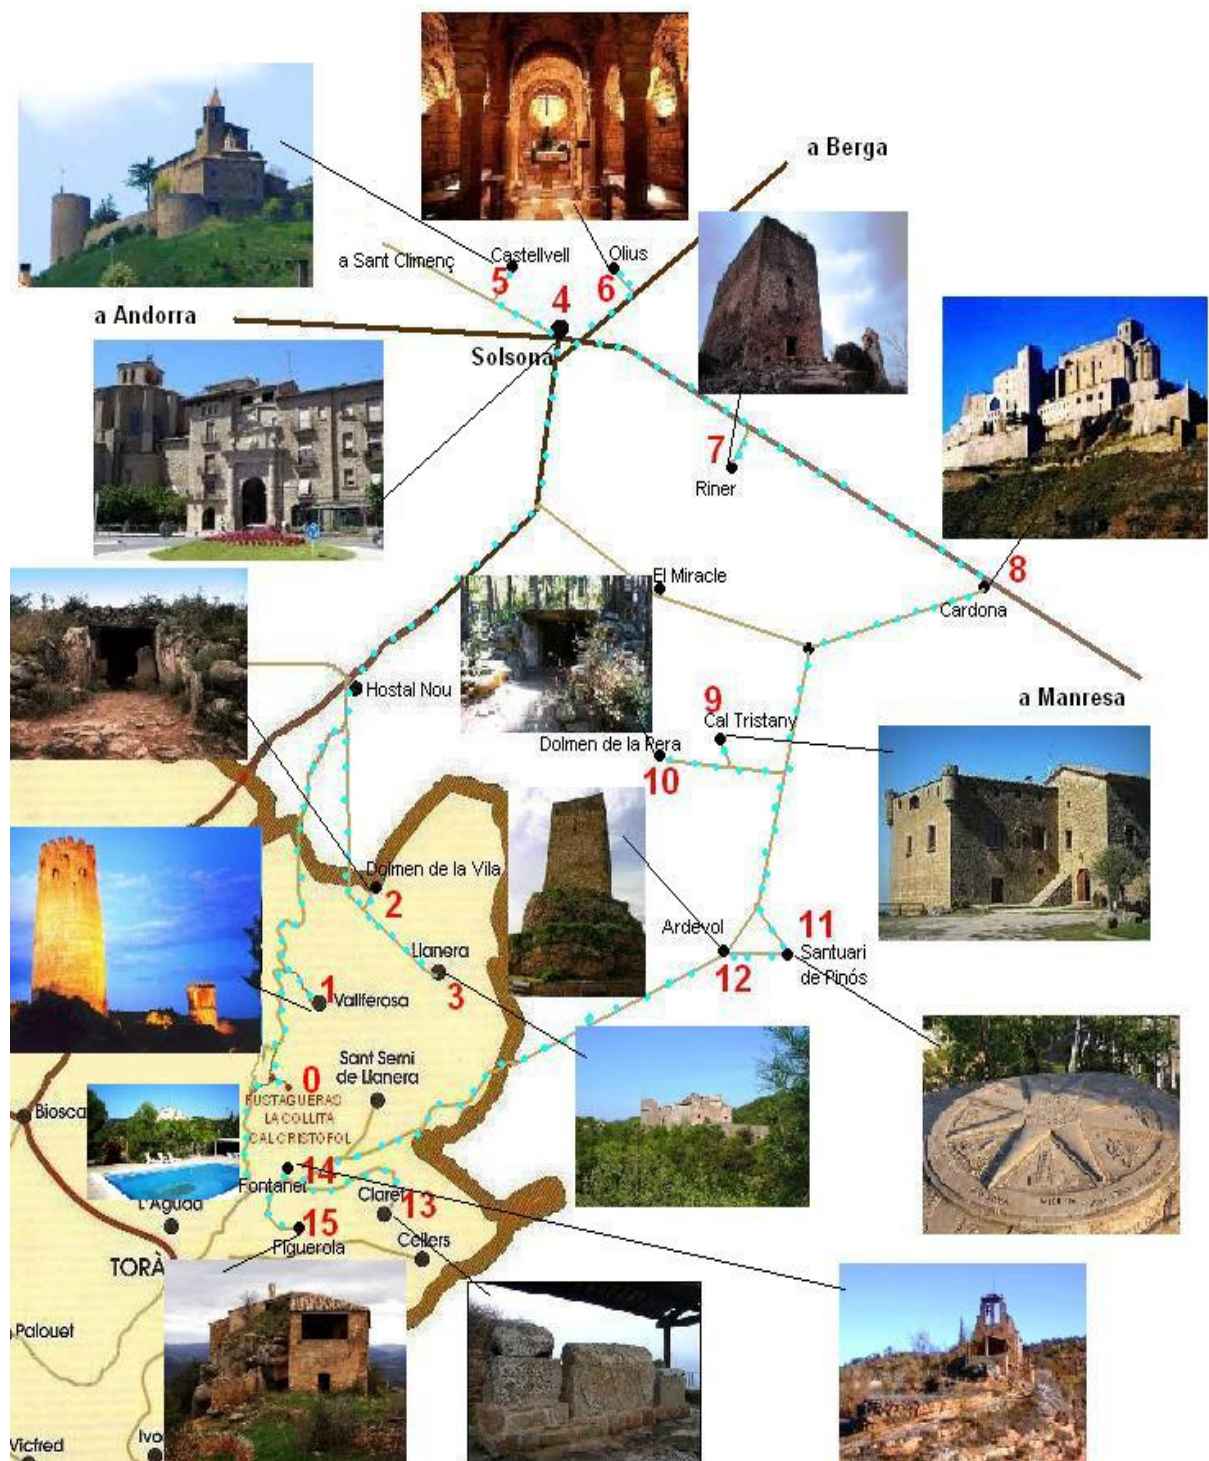 a Berga
a Sant Climenç
Castellvell
Olius
5
6
4
a Andorra
Solsona
7
Riner
El Miracle
8
Cardona
Hostal Nou
9
a Manresa
Cal Tristany
Dolmen de la Pera
10
Dolmen de la Vila
2
Ardevol
11
Llanera
Santuari
de Pinós
12
3
1
Vallferosa
Sant Serni
de Llanera
0
FUSTAGUERAS
LA COLLITA
CAL CRISTOFOL
Biosca
14
Fontanet
Claret
13
L'Aguda
15
Figuerola
Cellers
TORÀ
Palouet
Vicfred
Ivo